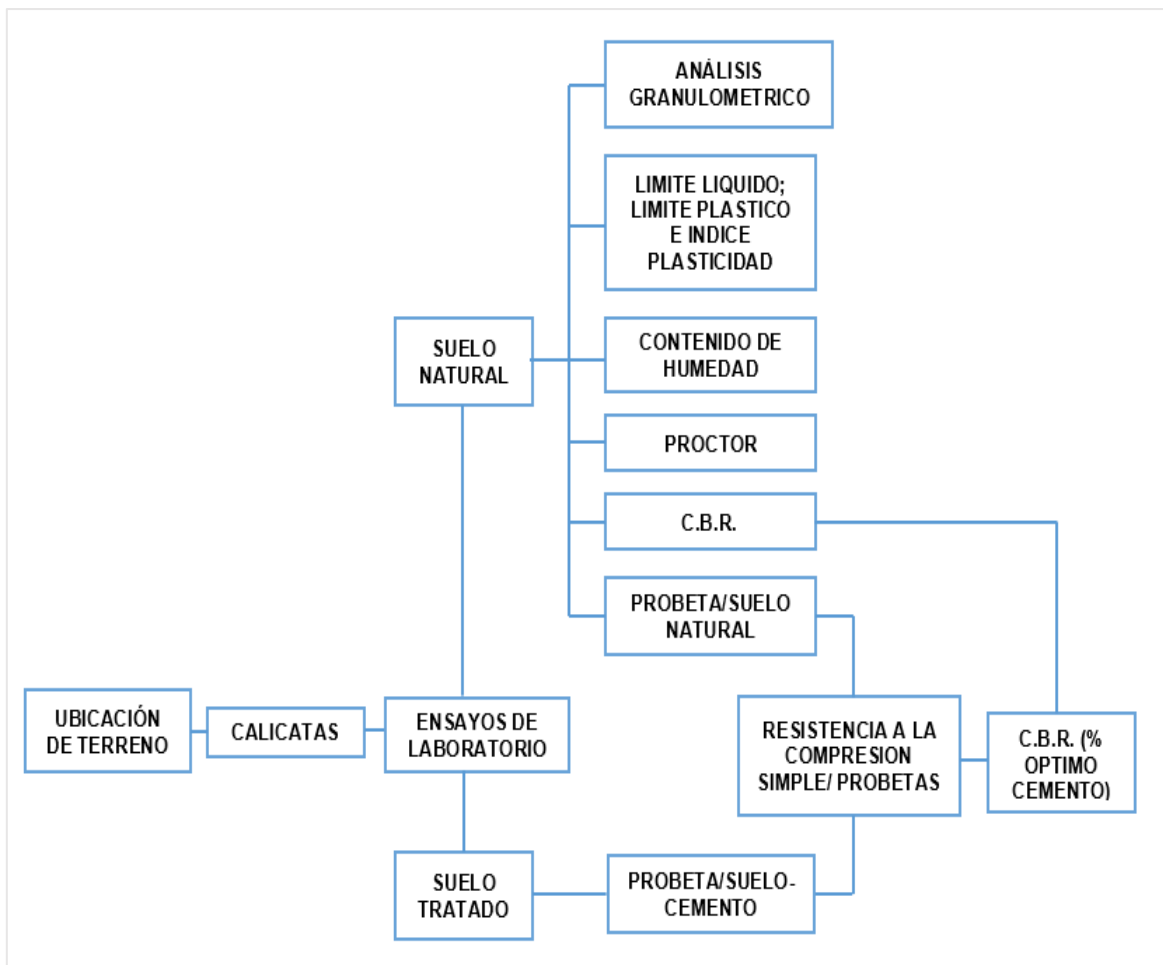 ANÁLISIS
GRANULOMETRICO
LIMITE LIQUIDO;
LIMITE PLASTICO
E INDICE
PLASTICIDAD
SUELO
NATURAL
CONTENIDO DE
HUMEDAD
PROCTOR
C.B.R.
PROBETA/SUELO
NATURAL
UBICACIÓN
DE TERRENO
CALICATAS
ENSAYOS DE
LABORATORIO
RESISTENCIA A LA
COMPRESION
SIMPLE/ PROBETAS
C.B.R. (%
OPTIMO
CEMENTO)
SUELO
TRATADO
PROBETA/SUELO-
CEMENTO